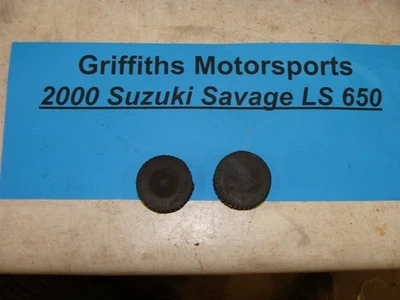 Griffiths Motorsports
2000 Suzuki Savage LS 650